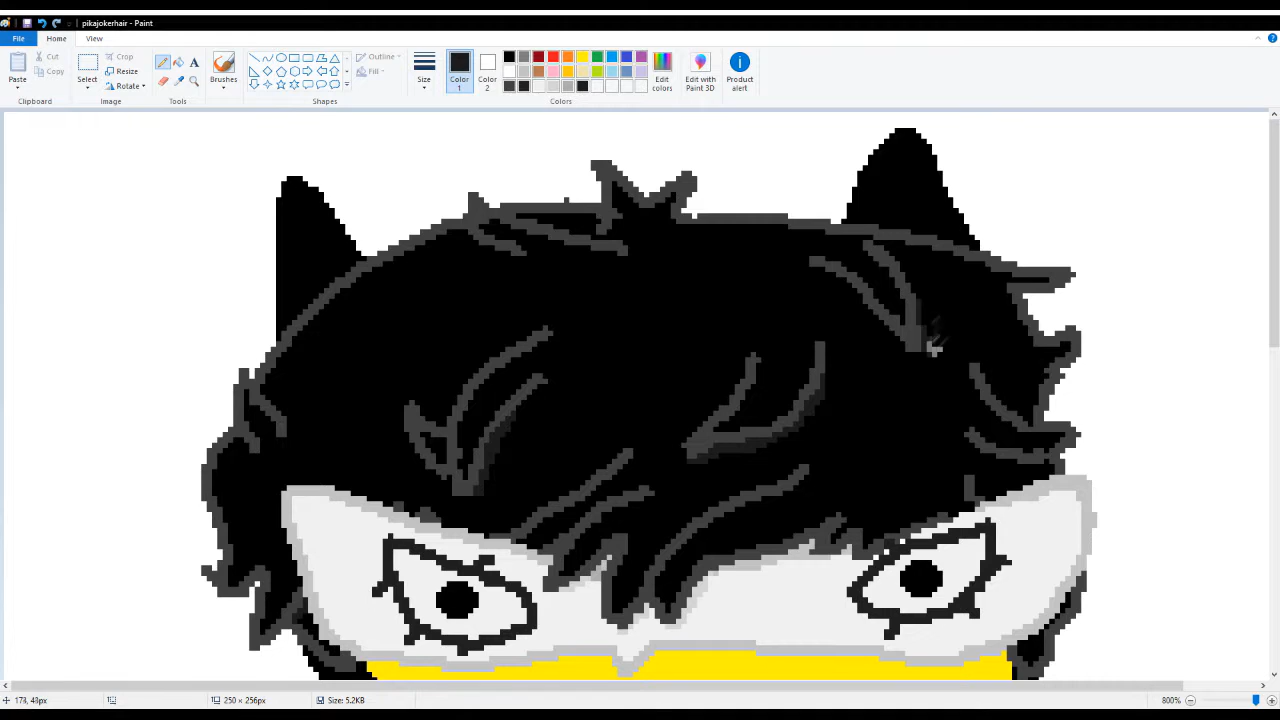 pikajokerhair - Paint
File Home View
Paste
Cut
Copy
Clipboard
Select
Crop
Resize
Rotate
Image
A
Tools
Brushes
Shapes
Outline
Fill
Size
Color 1
Color 2
Edit colors
Colors
Edit with Paint 3D
Product alert
250 × 256px
Size: 5.2KB
800%